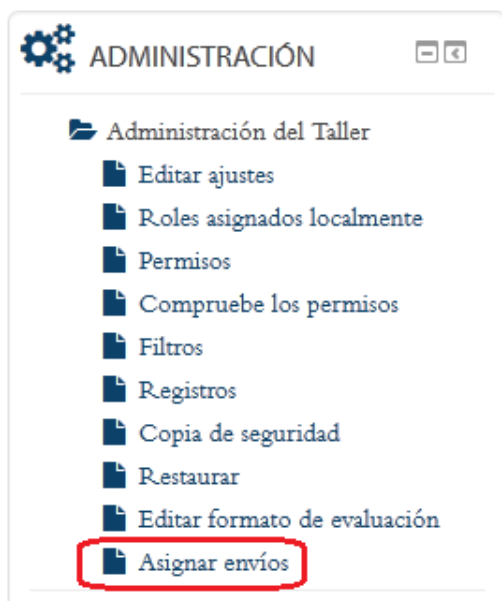 ADMINISTRACIÓN
Administración del Taller
Editar ajustes
Roles asignados localmente
Permisos
Compruebe los permisos
Filtros
Registros
Copia de seguridad
Restaurar
Editar formato de evaluación
Asignar envíos